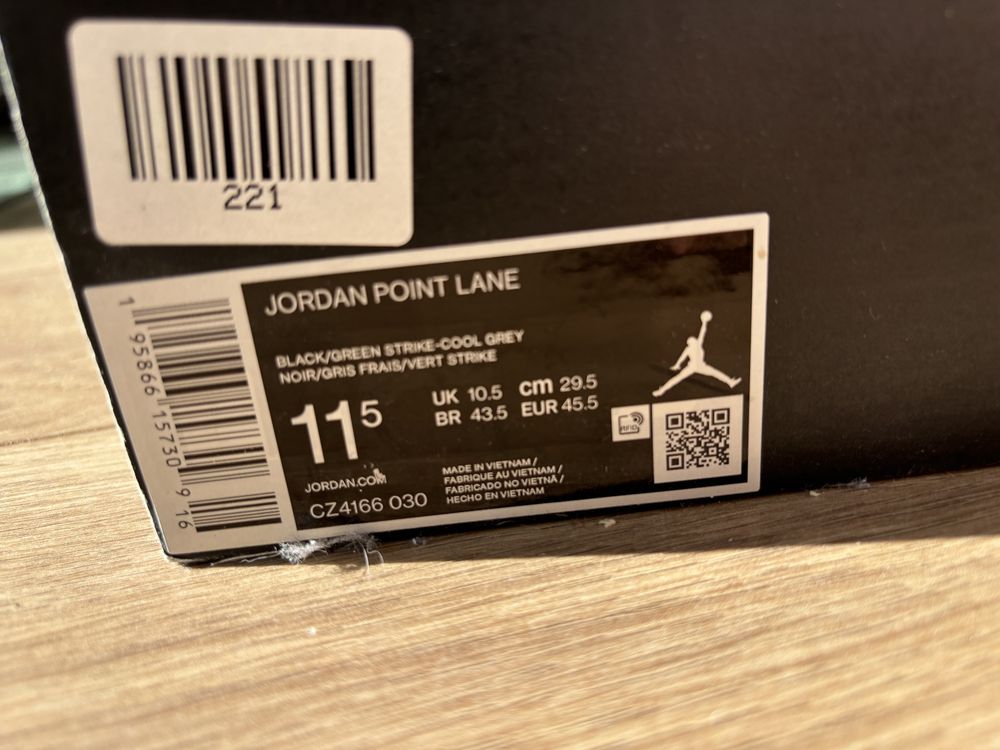 221
JORDAN POINT LANE
BLACK/GREEN STRIKE-COOL GREY
NOIR/GRIS FRAIS/VERT STRIKE
11⁵
UK 10.5 cm 29.5
BR 43.5 EUR 45.5
RFID
JORDAN.COM
CZ4166 030
MADE IN VIETNAM /
FABRIQUE AU VIETNAM /
FABRICADO NO VIETNÃ /
HECHO EN VIETNAM
1 95866 15730 9 16